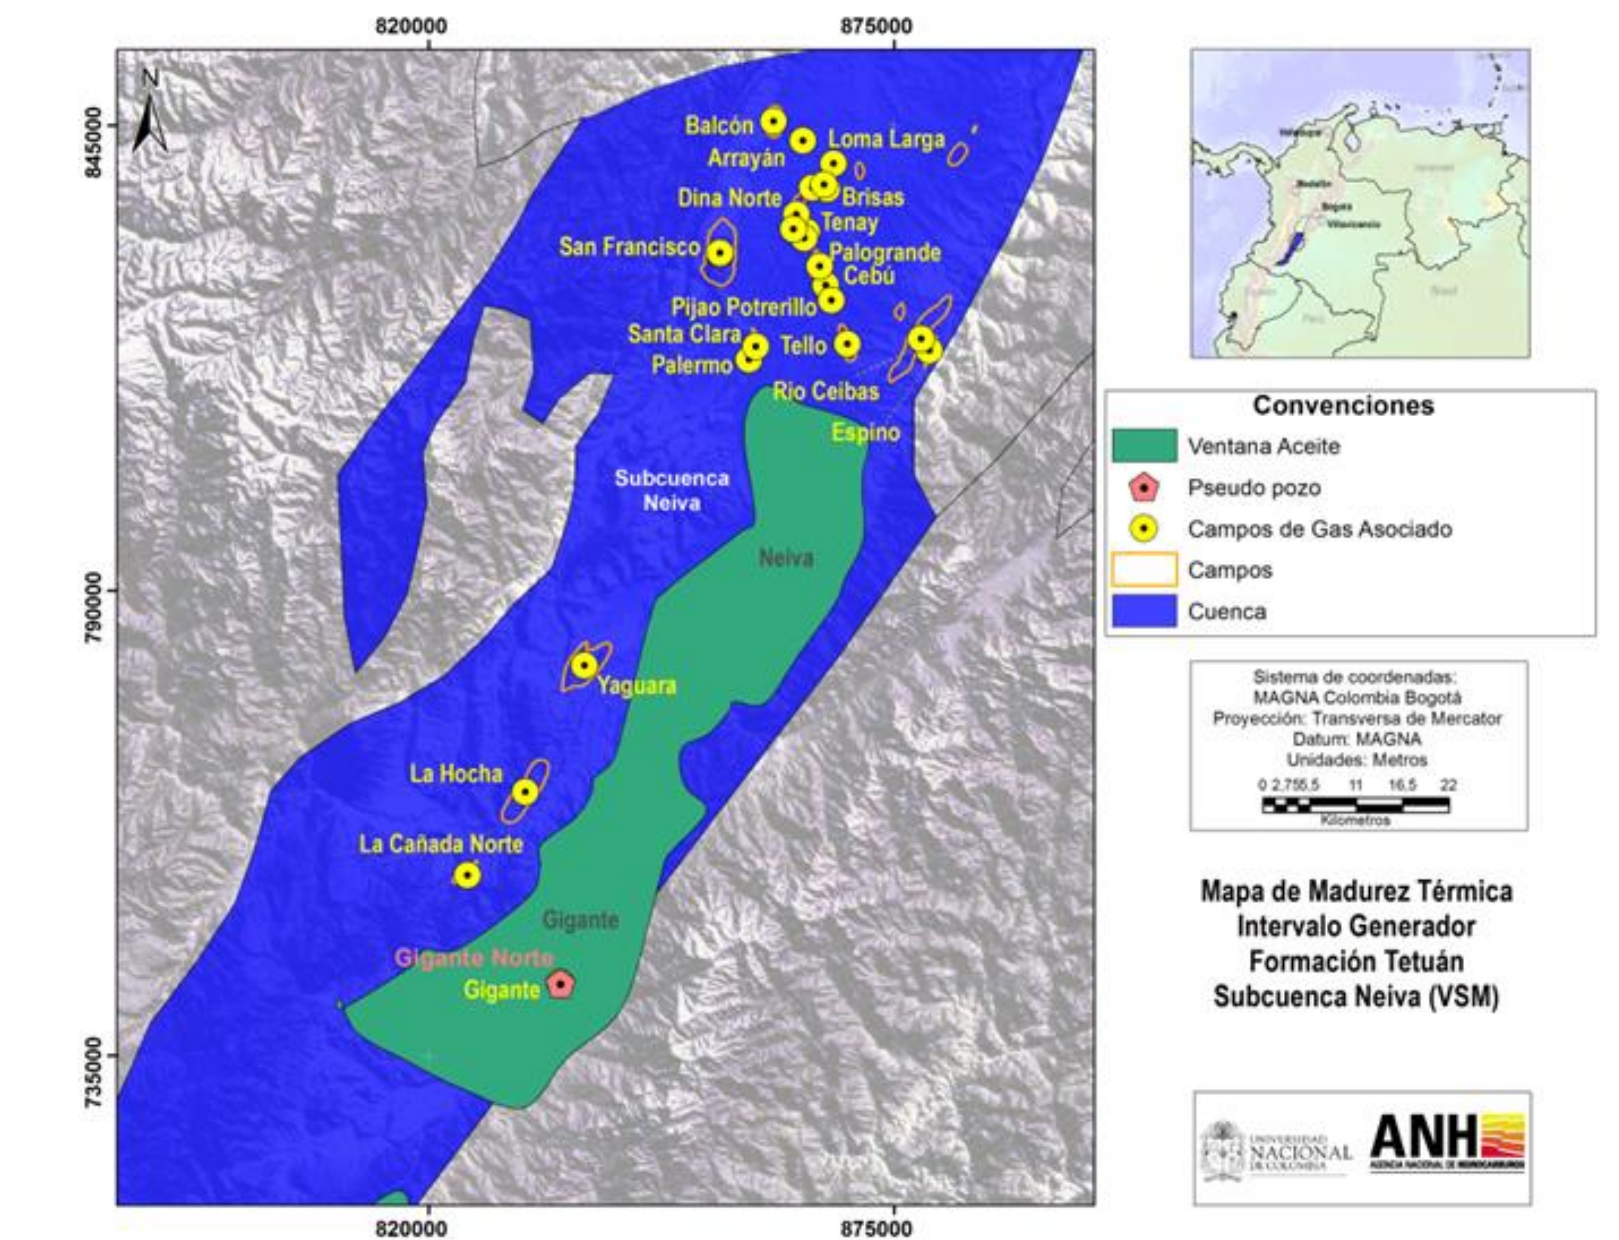 820000
875000
N
845000
790000
735000
Balcón
Loma Larga
Arrayán
Dina Norte
Brisas
Tenay
San Francisco
Palogrande
Cebú
Pijao Potrerillo
Santa Clara
Tello
Palermo
Rio Ceibas
Espino
Subcuenca
Neiva
Neiva
Yaguara
La Hocha
La Cañada Norte
Gigante
Gigante Norte
Gigante
820000
875000
Medellín
Bogotá
Villavicencio
Convenciones
Ventana Aceite
Pseudo pozo
Campos de Gas Asociado
Campos
Cuenca
Sistema de coordenadas:
MAGNA Colombia Bogotá
Proyección: Transversa de Mercator
Datum: MAGNA
Unidades: Metros
0 2,755,5 11 16,5 22
Kilometros
Mapa de Madurez Térmica
Intervalo Generador
Formación Tetuán
Subcuenca Neiva (VSM)
UNIVERSIDAD
NACIONAL
DE COLOMBIA
ANH
AGENCIA NACIONAL DE HIDROCARBUROS